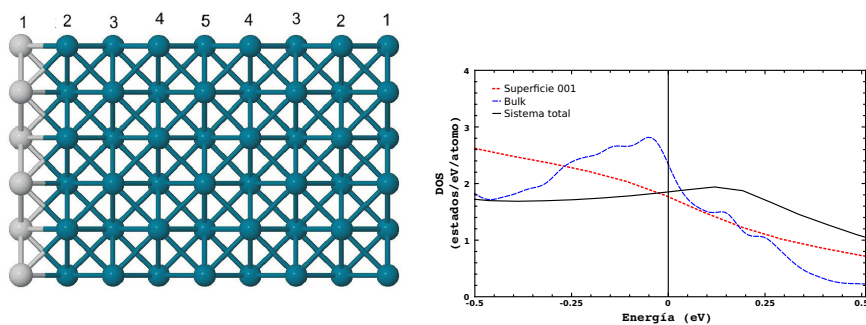 1 2 3 4 5 4 3 2 1
4
3
2
1
0
DOS
(estados/eV/atomo)
Superficie 001
Bulk
Sistema total
-0.5 -0.25 0 0.25 0.5
Energía (eV)